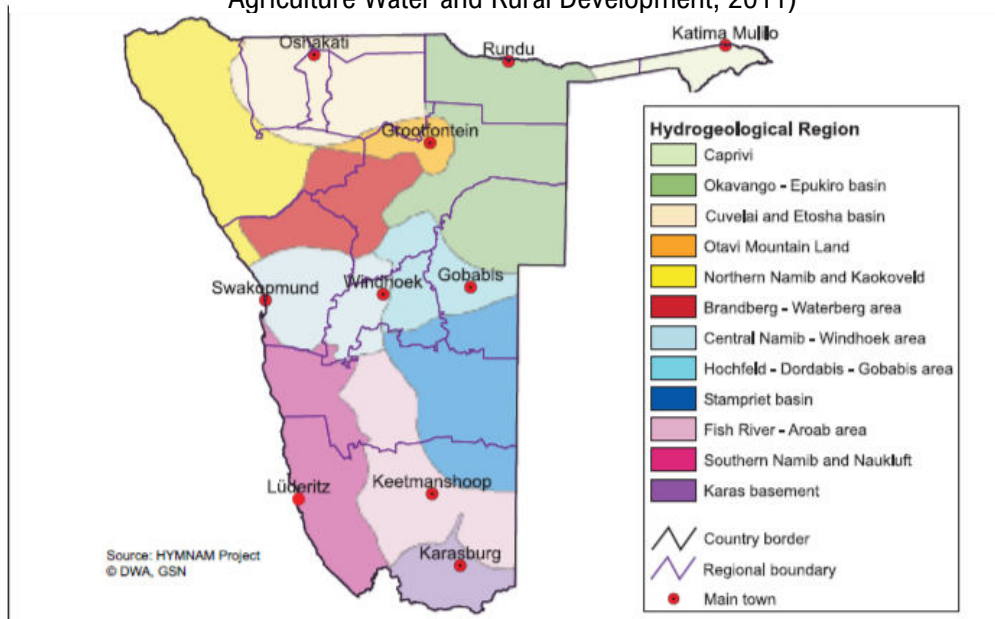 Agriculture Water and Rural Development, 2011)
Oshakati
Rundu
Katima Mulilo
Grootfontein
Swakopmund
Windhoek
Gobabis
Lüderitz
Keetmanshoop
Karasburg
Source: HYMNAM Project
© DWA, GSN
Hydrogeological Region
Caprivi
Okavango - Epukiro basin
Cuvelai and Etosha basin
Otavi Mountain Land
Northern Namib and Kaokoveld
Brandberg - Waterberg area
Central Namib - Windhoek area
Hochfeld - Dordabis - Gobabis area
Stampriet basin
Fish River - Aroab area
Southern Namib and Naukluft
Karas basement
Country border
Regional boundary
Main town